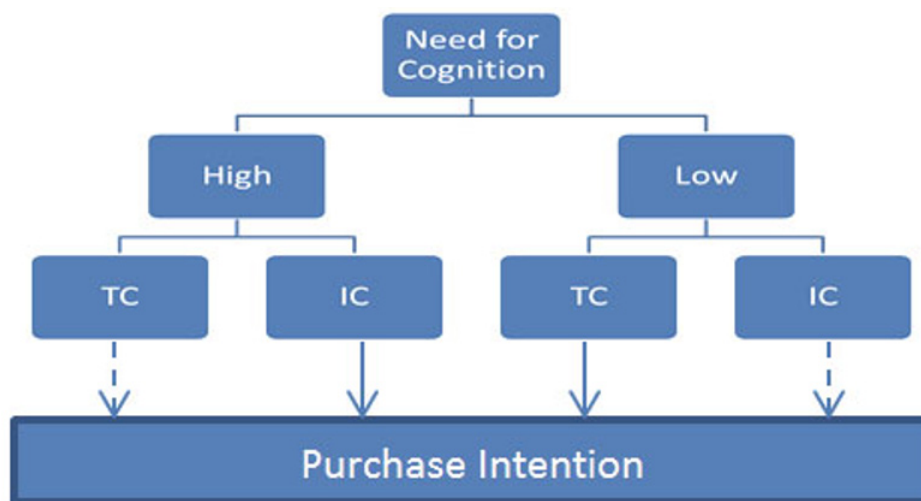 Need for
Cognition
High
Low
TC
IC
TC
IC
Purchase Intention